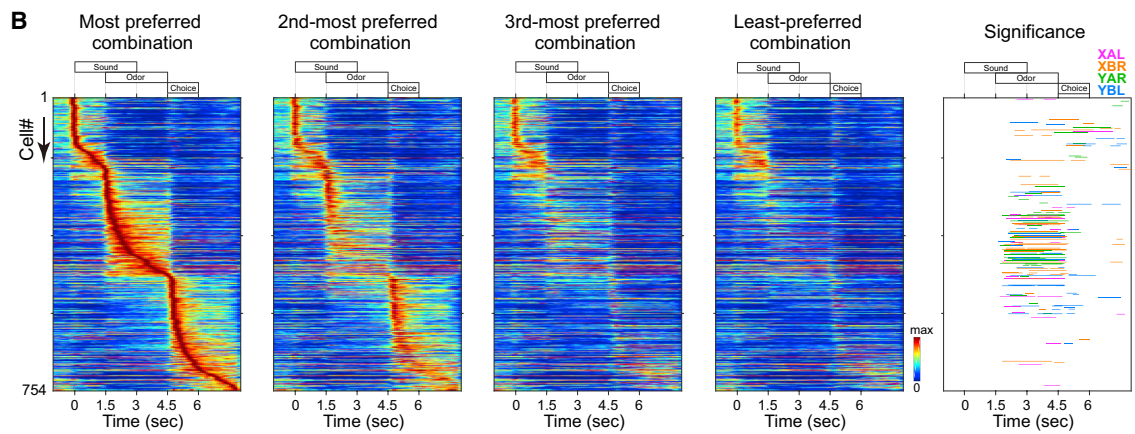 B
Most preferred
combination
2nd-most preferred
combination
3rd-most preferred
combination
Least-preferred
combination
Significance
XAL
XBR
YAR
YBL
Sound
Odor
Choice
Sound
Odor
Choice
Sound
Odor
Choice
Sound
Odor
Choice
Sound
Odor
Choice
1
Cell#
754
max
0
0 1.5 3 4.5 6
Time (sec)
0 1.5 3 4.5 6
Time (sec)
0 1.5 3 4.5 6
Time (sec)
0 1.5 3 4.5 6
Time (sec)
0 1.5 3 4.5 6
Time (sec)